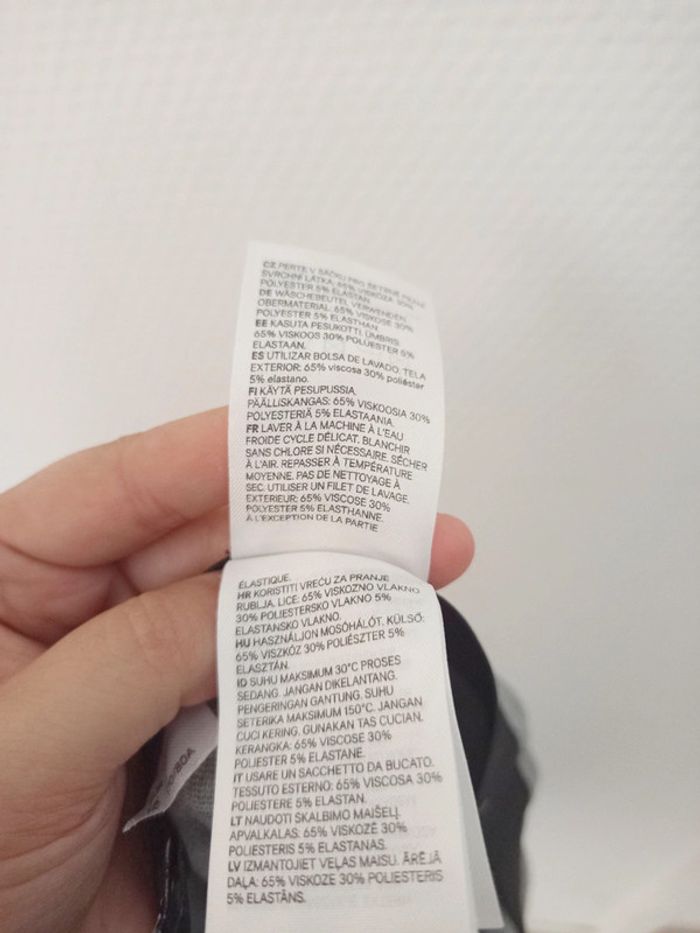 CZ PERTE V SÁČKU PRO ŠETRNÉ PRANÍ
SVRCHNÍ LÁTKA: 65% VISKÓZA 30%
POLYESTER 5% ELASTAN
DE WÄSCHEBEUTEL VERWENDEN
OBERMATERIAL: 65% VISKOSE 30%
POLYESTER 5% ELASTHAN.
EE KASUTA PESUKOTTI. ÜMBRIS:
65% VISKOOS 30% POLÜESTER 5%
ELASTAAN.
ES UTILIZAR BOLSA DE LAVADO. TELA
EXTERIOR: 65% viscosa 30% poliéster
5% elastano.
FI KÄYTÄ PESUPUSSIA.
PÄÄLLISKANGAS: 65% VISKOOSIA 30%
POLYESTERIÄ 5% ELASTAANIA.
FR LAVER À LA MACHINE À L'EAU
FROIDE CYCLE DÉLICAT. BLANCHIR
SANS CHLORE SI NÉCESSAIRE. SÉCHER
À L'AIR. REPASSER À TEMPÉRATURE
MOYENNE. PAS DE NETTOYAGE À
SEC. UTILISER UN FILET DE LAVAGE.
EXTERIEUR: 65% VISCOSE 30%
POLYESTER 5% ELASTHANNE.
À L'EXCEPTION DE LA PARTIE
ÉLASTIQUE.
HR KORISTITI VREĆU ZA PRANJE
RUBLJA. LICE: 65% VISKOZNO VLAKNO
30% POLIESTERSKO VLAKNO 5%
ELASTANSKO VLAKNO.
HU HASZNÁLJON MOSÓHÁLÓT. KÜLSŐ:
65% VISZKÓZ 30% POLIÉSZTER 5%
ELASZTÁN.
ID SUHU MAKSIMUM 30°C PROSES
SEDANG. JANGAN DIKELANTANG.
PENGERINGAN GANTUNG. SUHU
SETERIKA MAKSIMUM 150°C. JANGAN
CUCI KERING. GUNAKAN TAS CUCIAN.
KERANGKA: 65% VISCOSE 30%
POLIESTER 5% ELASTANE.
IT USARE UN SACCHETTO DA BUCATO.
TESSUTO ESTERNO: 65% VISCOSA 30%
POLIESTERE 5% ELASTAN.
LT NAUDOTI SKALBIMO MAIŠELĮ.
APVALKALAS: 65% VISKOZĖ 30%
POLIESTERIS 5% ELASTANAS.
LV IZMANTOJIET VEĻAS MAISU. ĀRĒJĀ
DAĻA: 65% VISKOZE 30% POLIESTERIS
5% ELASTĀNS.